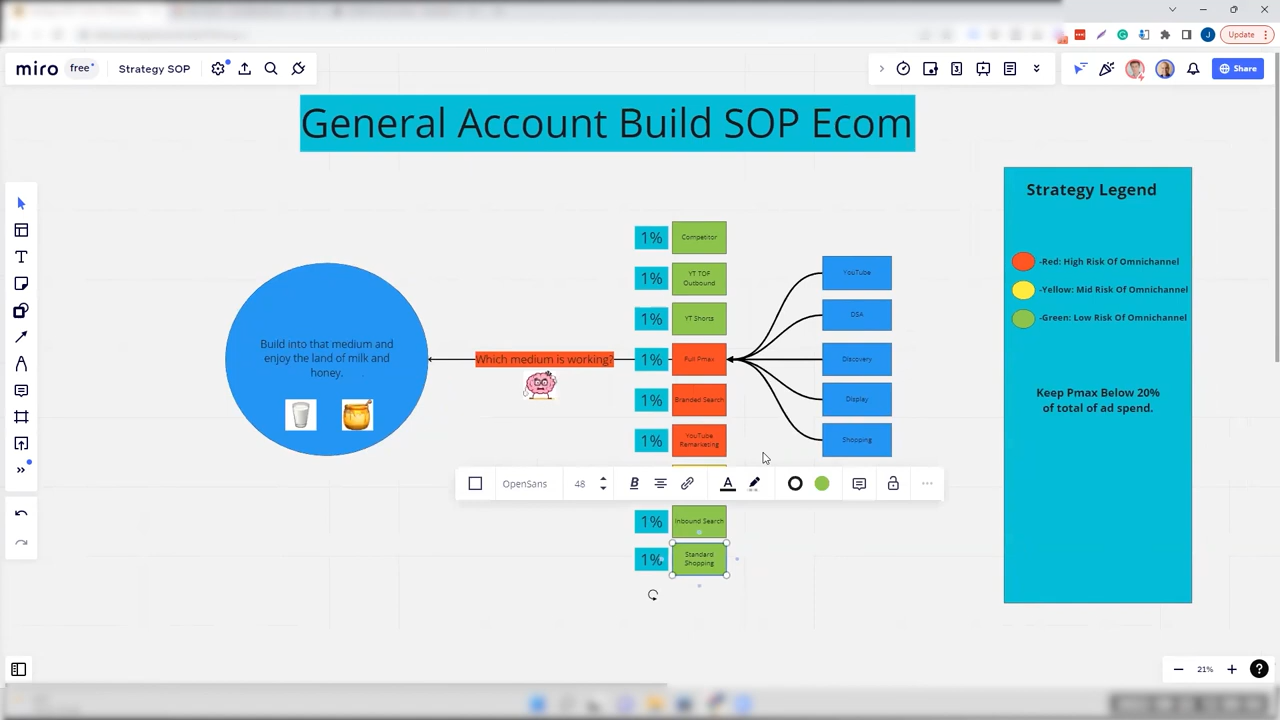 Update
miro
free
Strategy SOP
3
Share
General Account Build SOP Ecom
Strategy Legend
-Red: High Risk Of Omnichannel
-Yellow: Mid Risk Of Omnichannel
-Green: Low Risk Of Omnichannel
Keep Pmax Below 20%
of total of ad spend.
1%
Competitor
1%
YT TOF
Outbound
1%
YT Shorts
1%
Full Pmax
1%
Branded Search
1%
YouTube
Remarketing
1%
Inbound Search
1%
Standard
Shopping
YouTube
DSA
Discovery
Display
Shopping
Which medium is working?
Build into that medium and
enjoy the land of milk and
honey.
OpenSans
48
B
A
21%
?